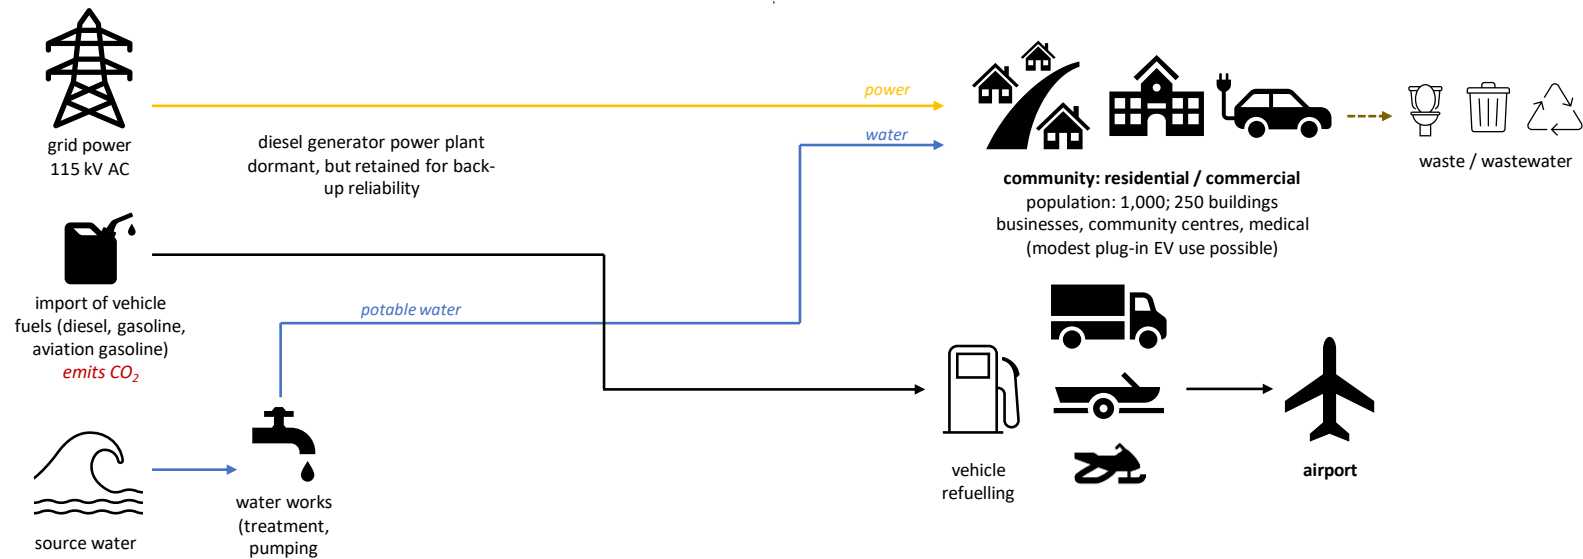 power
grid power
115 kV AC
diesel generator power plant
dormant, but retained for back-
up reliability
water
waste / wastewater
community: residential / commercial
population: 1,000; 250 buildings
businesses, community centres, medical
(modest plug-in EV use possible)
import of vehicle
fuels (diesel, gasoline,
aviation gasoline)
emits CO₂
potable water
vehicle
refuelling
airport
source water
water works
(treatment,
pumping